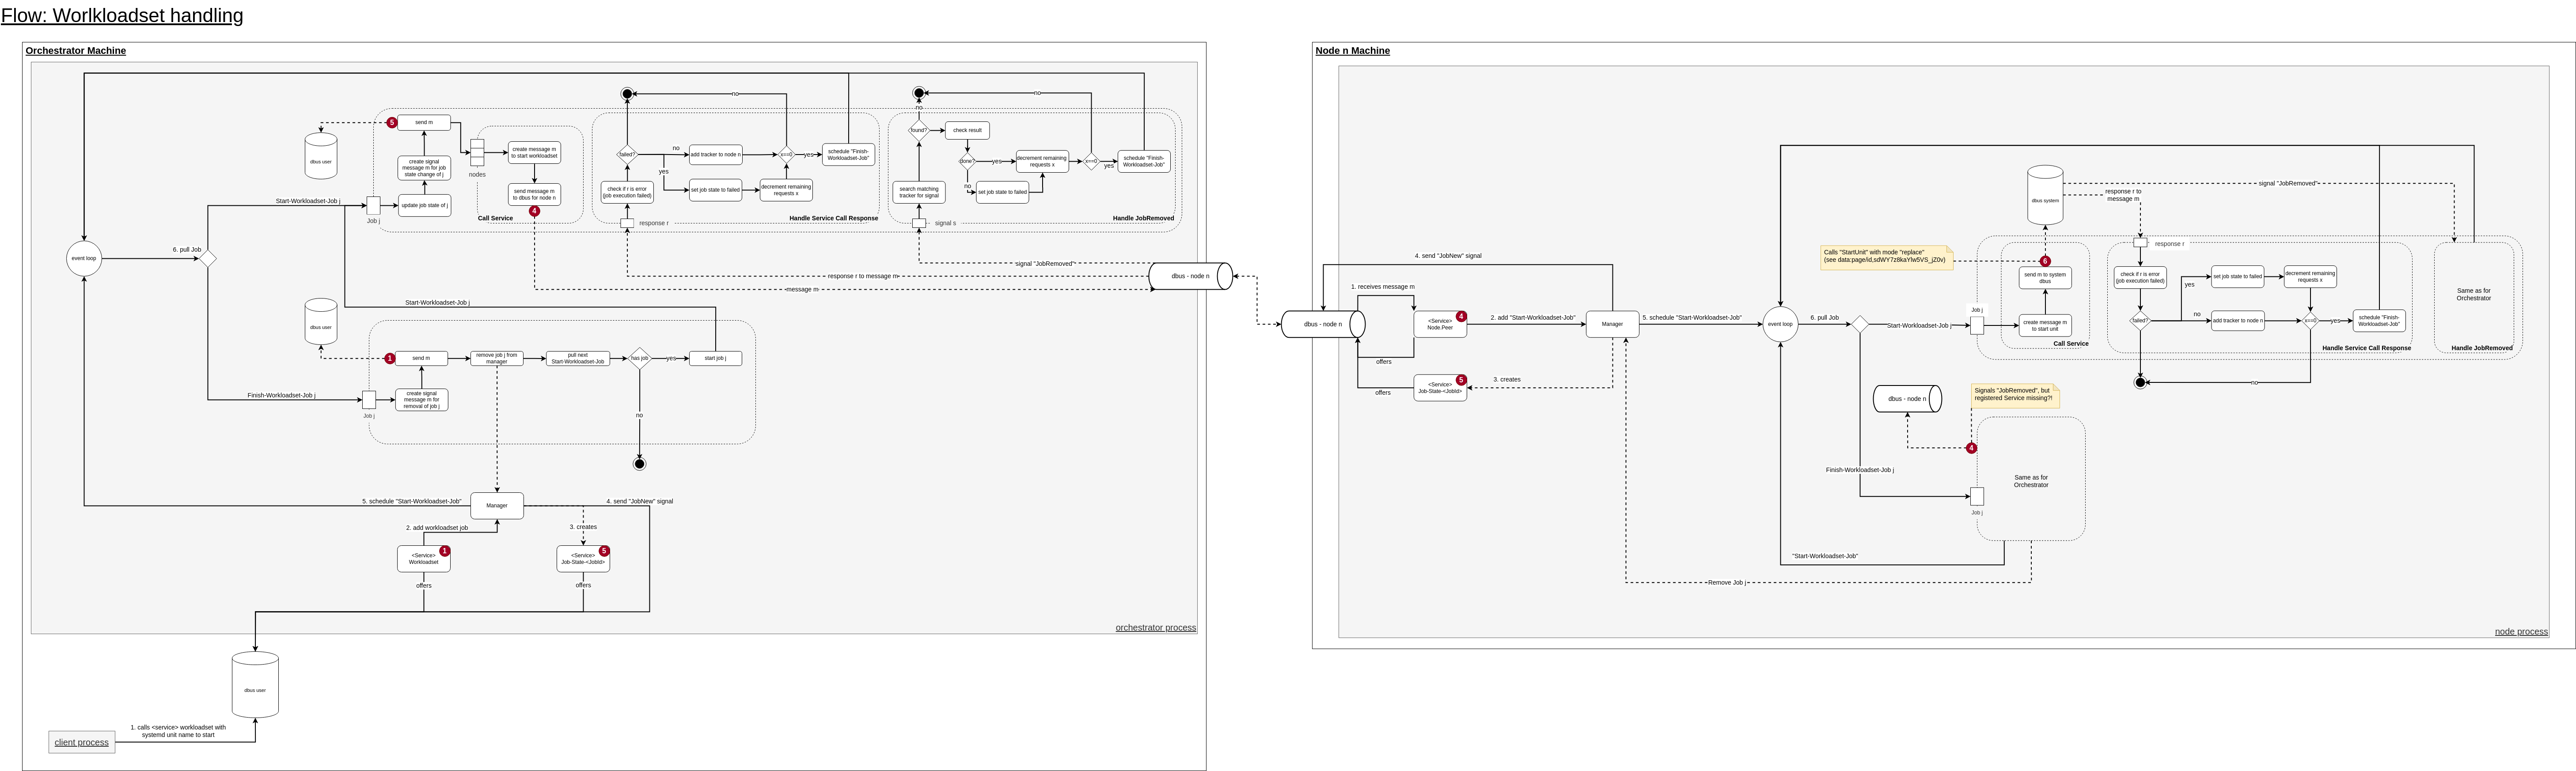 Flow: Worlkloadset handling
Orchestrator Machine
5
send m
dbus user
create signal
message m for job
state change of j
update job state of j
nodes
create message m
to start workloadset
send message m
to dbus for node n
4
Call Service
Start-Workloadset-Job j
Job j
6. pull Job
event loop
no
failed?
no
yes
add tracker to node n
x==0
yes
schedule "Finish-
Workloadset-Job"
check if r is error
(job execution failed)
set job state to failed
decrement remaining
requests x
response r
Handle Service Call Response
no
no
found?
check result
done?
yes
decrement remaining
requests x
x==0
yes
schedule "Finish-
Workloadset-Job"
no
set job state to failed
search matching
tracker for signal
signal s
Handle JobRemoved
signal "JobRemoved"
response r to message m
message m
dbus - node n
Start-Workloadset-Job j
dbus user
1
send m
remove job j from
manager
pull next
Start-Workloadset-Job
has job
yes
start job j
create signal
message m for
removal of job j
Finish-Workloadset-Job j
Job j
no
5. schedule "Start-Workloadset-Job"
Manager
4. send "JobNew" signal
2. add workloadset job
3. creates
1
<Service>
Workloadset
5
<Service>
Job-State-<JobId>
offers
offers
orchestrator process
dbus user
1. calls <service> workloadset with
systemd unit name to start
client process
Node n Machine
4. send "JobNew" signal
1. receives message m
dbus - node n
4
<Service>
Node.Peer
2. add "Start-Workloadset-Job"
Manager
5. schedule "Start-Workloadset-Job"
event loop
6. pull Job
Start-Workloadset-Job j
offers
5
<Service>
Job-State-<JobId>
3. creates
offers
Calls "StartUnit" with mode "replace"
(see data:page/id,sdWY7z8kaYlw5VS_jZ0v)
dbus system
signal "JobRemoved"
response r to
message m
6
send m to system
dbus
create message m
to start unit
Job j
Call Service
response r
check if r is error
(job execution failed)
set job state to failed
decrement remaining
requests x
yes
failed?
no
add tracker to node n
x==0
yes
schedule "Finish-
Workloadset-Job"
Handle Service Call Response
no
Same as for
Orchestrator
Handle JobRemoved
dbus - node n
Signals "JobRemoved", but
registered Service missing?!
4
Finish-Workloadset-Job j
Same as for
Orchestrator
Job j
"Start-Workloadset-Job"
Remove Job j
node process